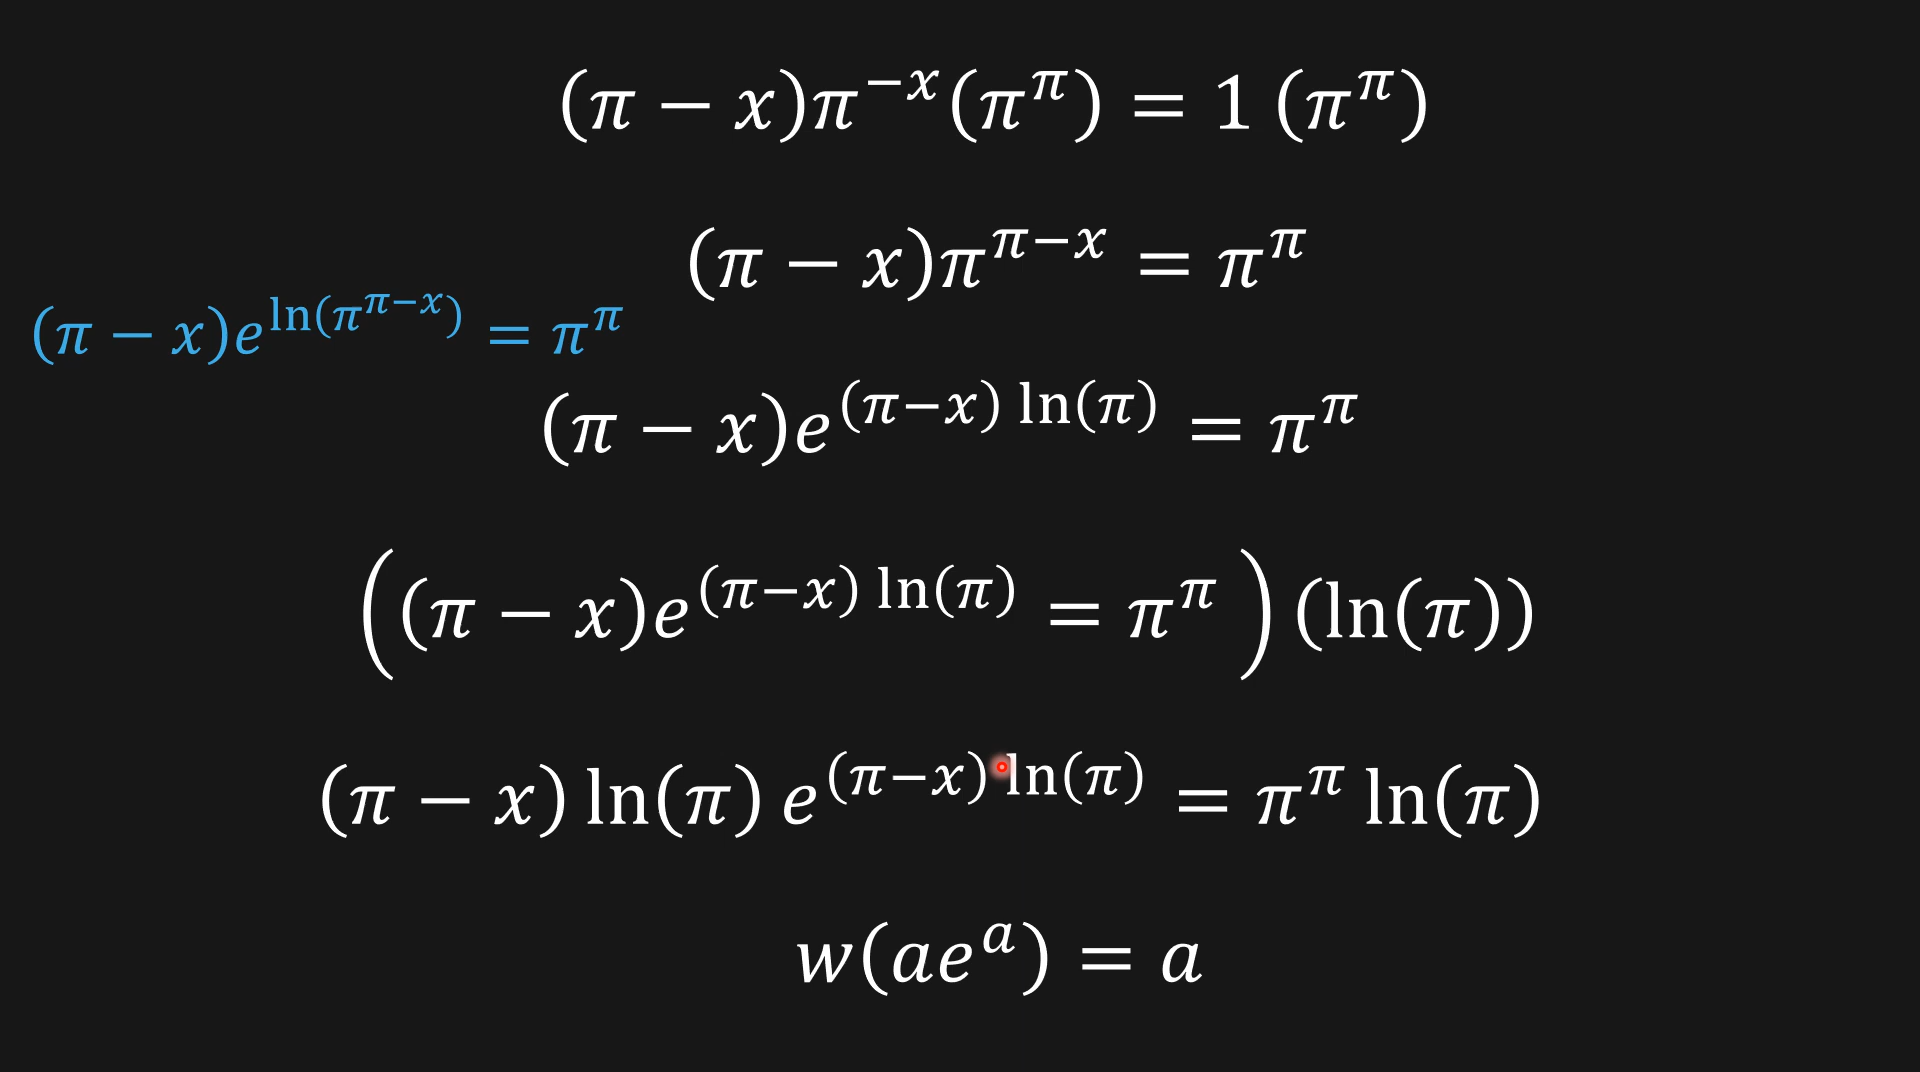 (π − x)π^{−x}(π^π) = 1 (π^π)
(π − x)π^{π−x} = π^π
(π − x)e^{ln(π^{π−x})} = π^π
(π − x)e^{(π−x) ln(π)} = π^π
((π − x)e^{(π−x) ln(π)} = π^π) (ln(π))
(π − x) ln(π) e^{(π−x) ln(π)} = π^π ln(π)
w(ae^a) = a